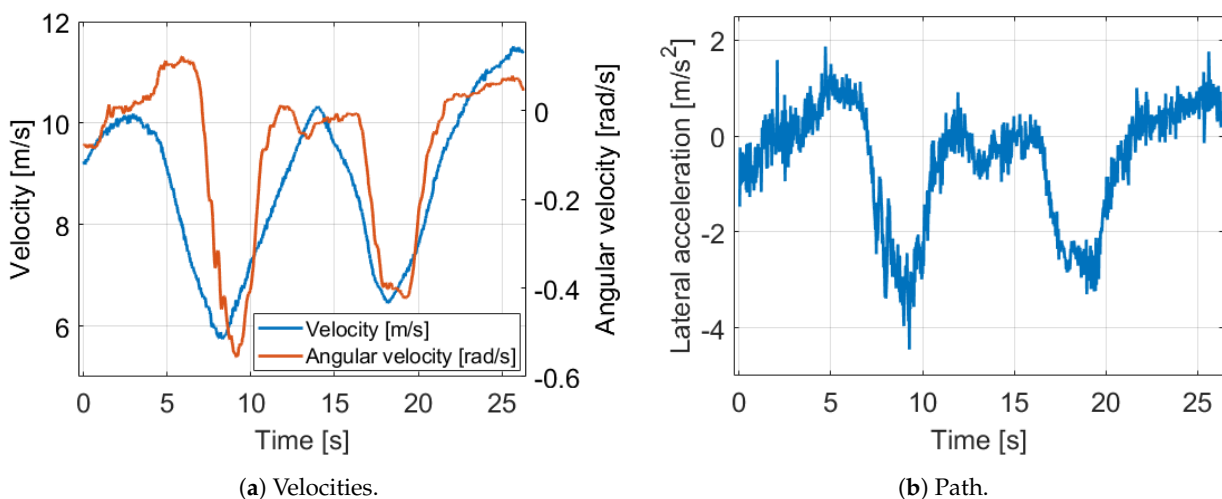 12
10
8
6
0
-0.2
-0.4
-0.6
Velocity [m/s]
Angular velocity [rad/s]
Velocity [m/s]
Angular velocity [rad/s]
0 5 10 15 20 25
Time [s]
(a) Velocities.
2
0
-2
-4
Lateral acceleration [m/s²]
0 5 10 15 20 25
Time [s]
(b) Path.